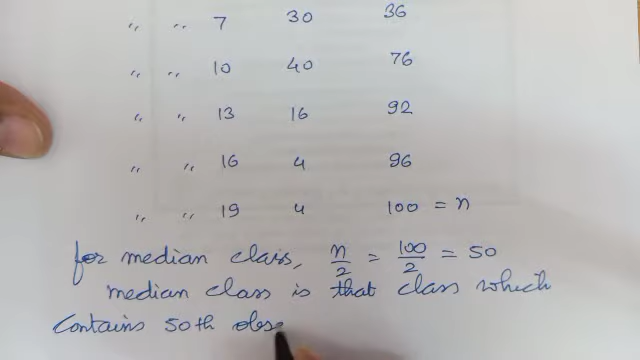 ,, ,, 7 30 36
,, ,, 10 40 76
,, ,, 13 16 92
,, ,, 16 4 96
,, ,, 19 4 100 = n
for median class, n/2 = 100/2 = 50
median class is that class which
Contains 50th obs